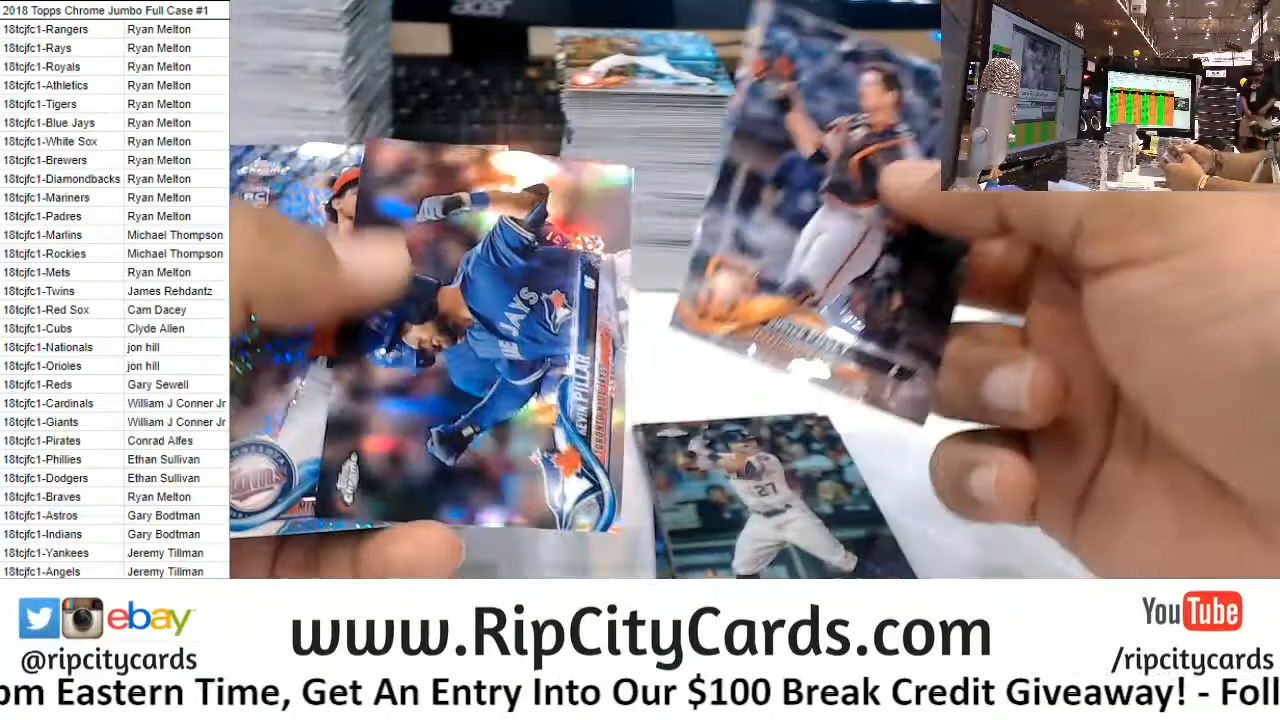 2018 Topps Chrome Jumbo Full Case #1
18tcjfc1-Rangers Ryan Melton
18tcjfc1-Rays Ryan Melton
18tcjfc1-Royals Ryan Melton
18tcjfc1-Athletics Ryan Melton
18tcjfc1-Tigers Ryan Melton
18tcjfc1-Blue Jays Ryan Melton
18tcjfc1-White Sox Ryan Melton
18tcjfc1-Brewers Ryan Melton
18tcjfc1-Diamondbacks Ryan Melton
18tcjfc1-Mariners Ryan Melton
18tcjfc1-Padres Ryan Melton
18tcjfc1-Marlins Michael Thompson
18tcjfc1-Rockies Michael Thompson
18tcjfc1-Mets Ryan Melton
18tcjfc1-Twins James Rehdantz
18tcjfc1-Red Sox Cam Dacey
18tcjfc1-Cubs Clyde Allen
18tcjfc1-Nationals jon hill
18tcjfc1-Orioles jon hill
18tcjfc1-Reds Gary Sewell
18tcjfc1-Cardinals William J Conner Jr
18tcjfc1-Giants William J Conner Jr
18tcjfc1-Pirates Conrad Alfes
18tcjfc1-Phillies Ethan Sullivan
18tcjfc1-Dodgers Ethan Sullivan
18tcjfc1-Braves Ryan Melton
18tcjfc1-Astros Gary Bodtman
18tcjfc1-Indians Gary Bodtman
18tcjfc1-Yankees Jeremy Tillman
18tcjfc1-Angels Jeremy Tillman
acer
RC
JAYS
KEVIN PILLAR
27
ebay
@ripcitycards
www.RipCityCards.com
YouTube
/ripcitycards
pm Eastern Time, Get An Entry Into Our $100 Break Credit Giveaway! - Foll